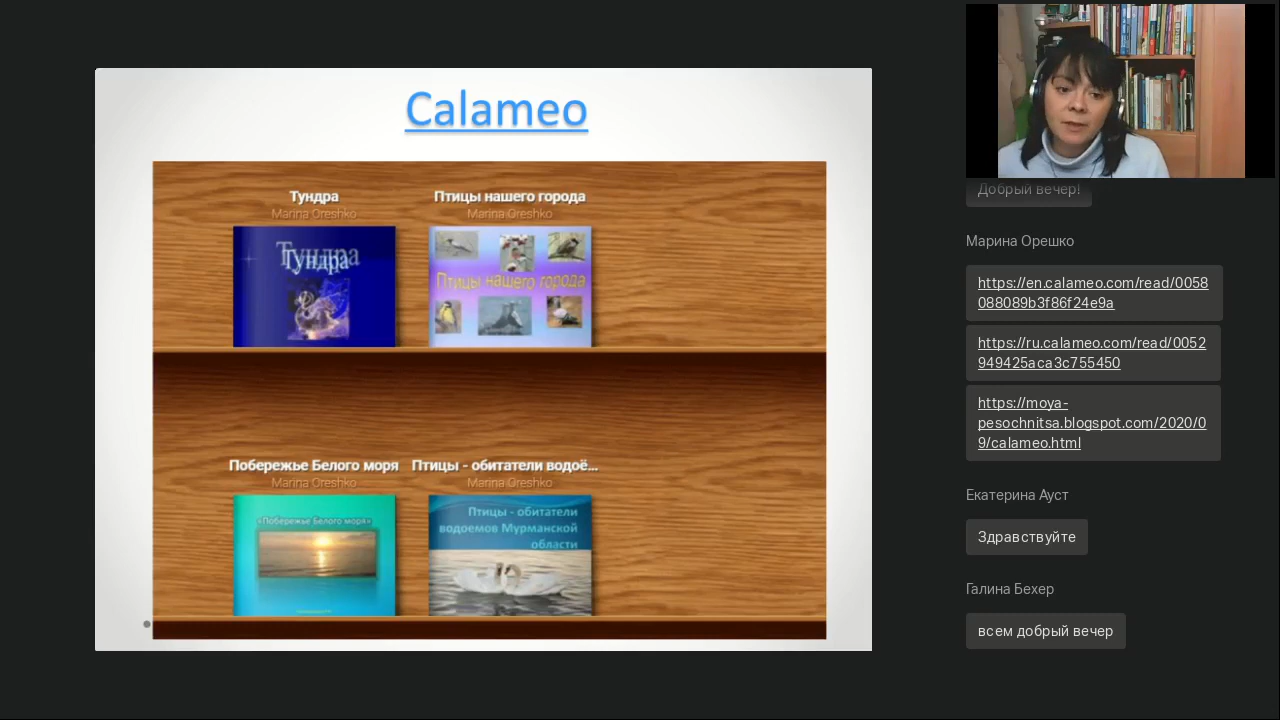 Calameo
Тундра
Marina Oreshko
Тундра
Тундра
Птицы нашего города
Marina Oreshko
Птицы нашего города
Побережье Белого моря
Marina Oreshko
«Побережье Белого моря»
Птицы - обитатели водоё...
Marina Oreshko
Птицы - обитатели
водоемов Мурманской
области
Добрый вечер!
Марина Орешко
https://en.calameo.com/read/0058
088089b3f86f24e9a
https://ru.calameo.com/read/0052
949425aca3c755450
https://moya-
pesochnitsa.blogspot.com/2020/0
9/calameo.html
Екатерина Ауст
Здравствуйте
Галина Бехер
всем добрый вечер